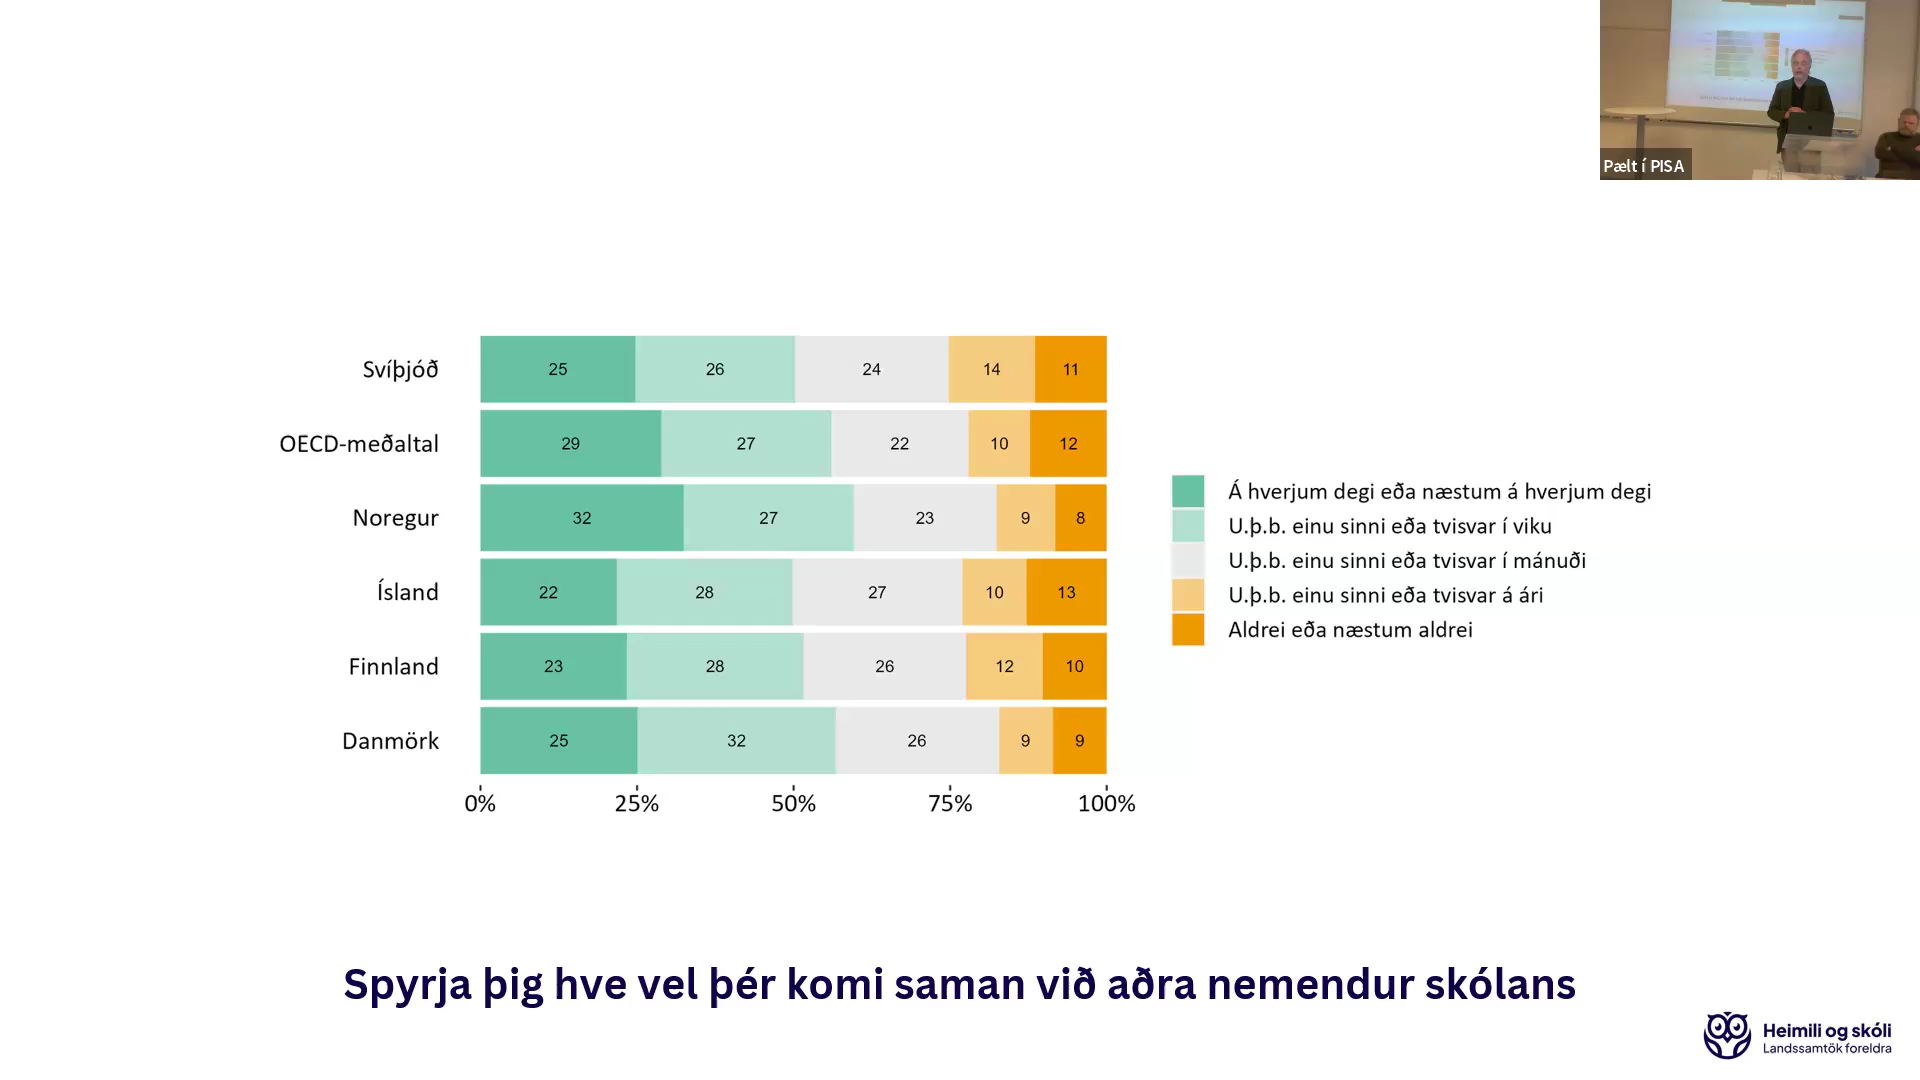 Pælt í PISA
Svíþjóð 25 26 24 14 11
OECD-meðaltal 29 27 22 10 12
Noregur 32 27 23 9 8
Ísland 22 28 27 10 13
Finnland 23 28 26 12 10
Danmörk 25 32 26 9 9
0% 25% 50% 75% 100%
Á hverjum degi eða næstum á hverjum degi
U.þ.b. einu sinni eða tvisvar í viku
U.þ.b. einu sinni eða tvisvar í mánuði
U.þ.b. einu sinni eða tvisvar á ári
Aldrei eða næstum aldrei
Spyrja þig hve vel þér komi saman við aðra nemendur skólans
Heimili og skóli
Landssamtök foreldra